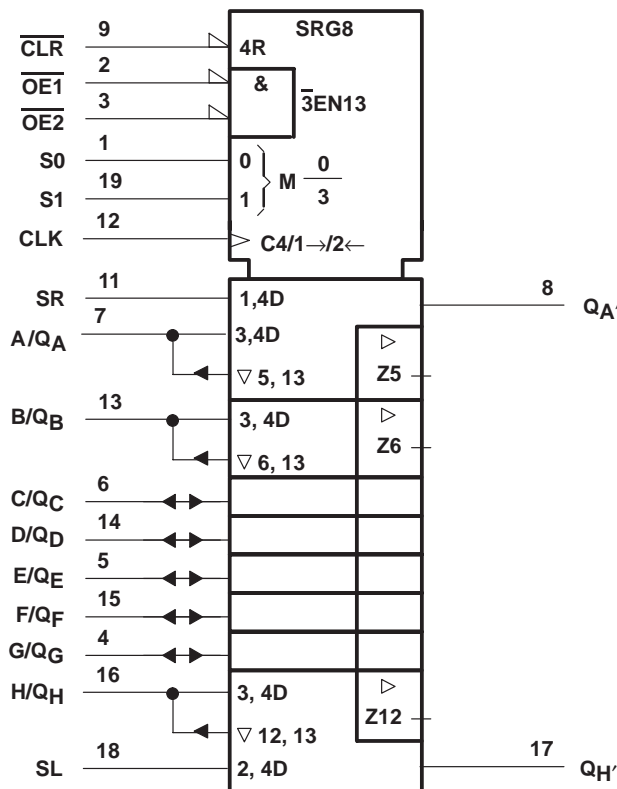 SRG8
9
CLR
4R
2
OE1
&
3̅EN13
3
OE2
1
S0
0
M 0/3
19
S1
1
12
CLK
C4/1→/2←
11
SR
1,4D
8
QA′
7
A/QA
3,4D
▷
▽ 5, 13
Z5
13
B/QB
3, 4D
▷
Z6
▽ 6, 13
6
C/QC
14
D/QD
5
E/QE
15
F/QF
4
G/QG
16
H/QH
3, 4D
▷
Z12
▽ 12, 13
18
SL
2, 4D
17
QH′